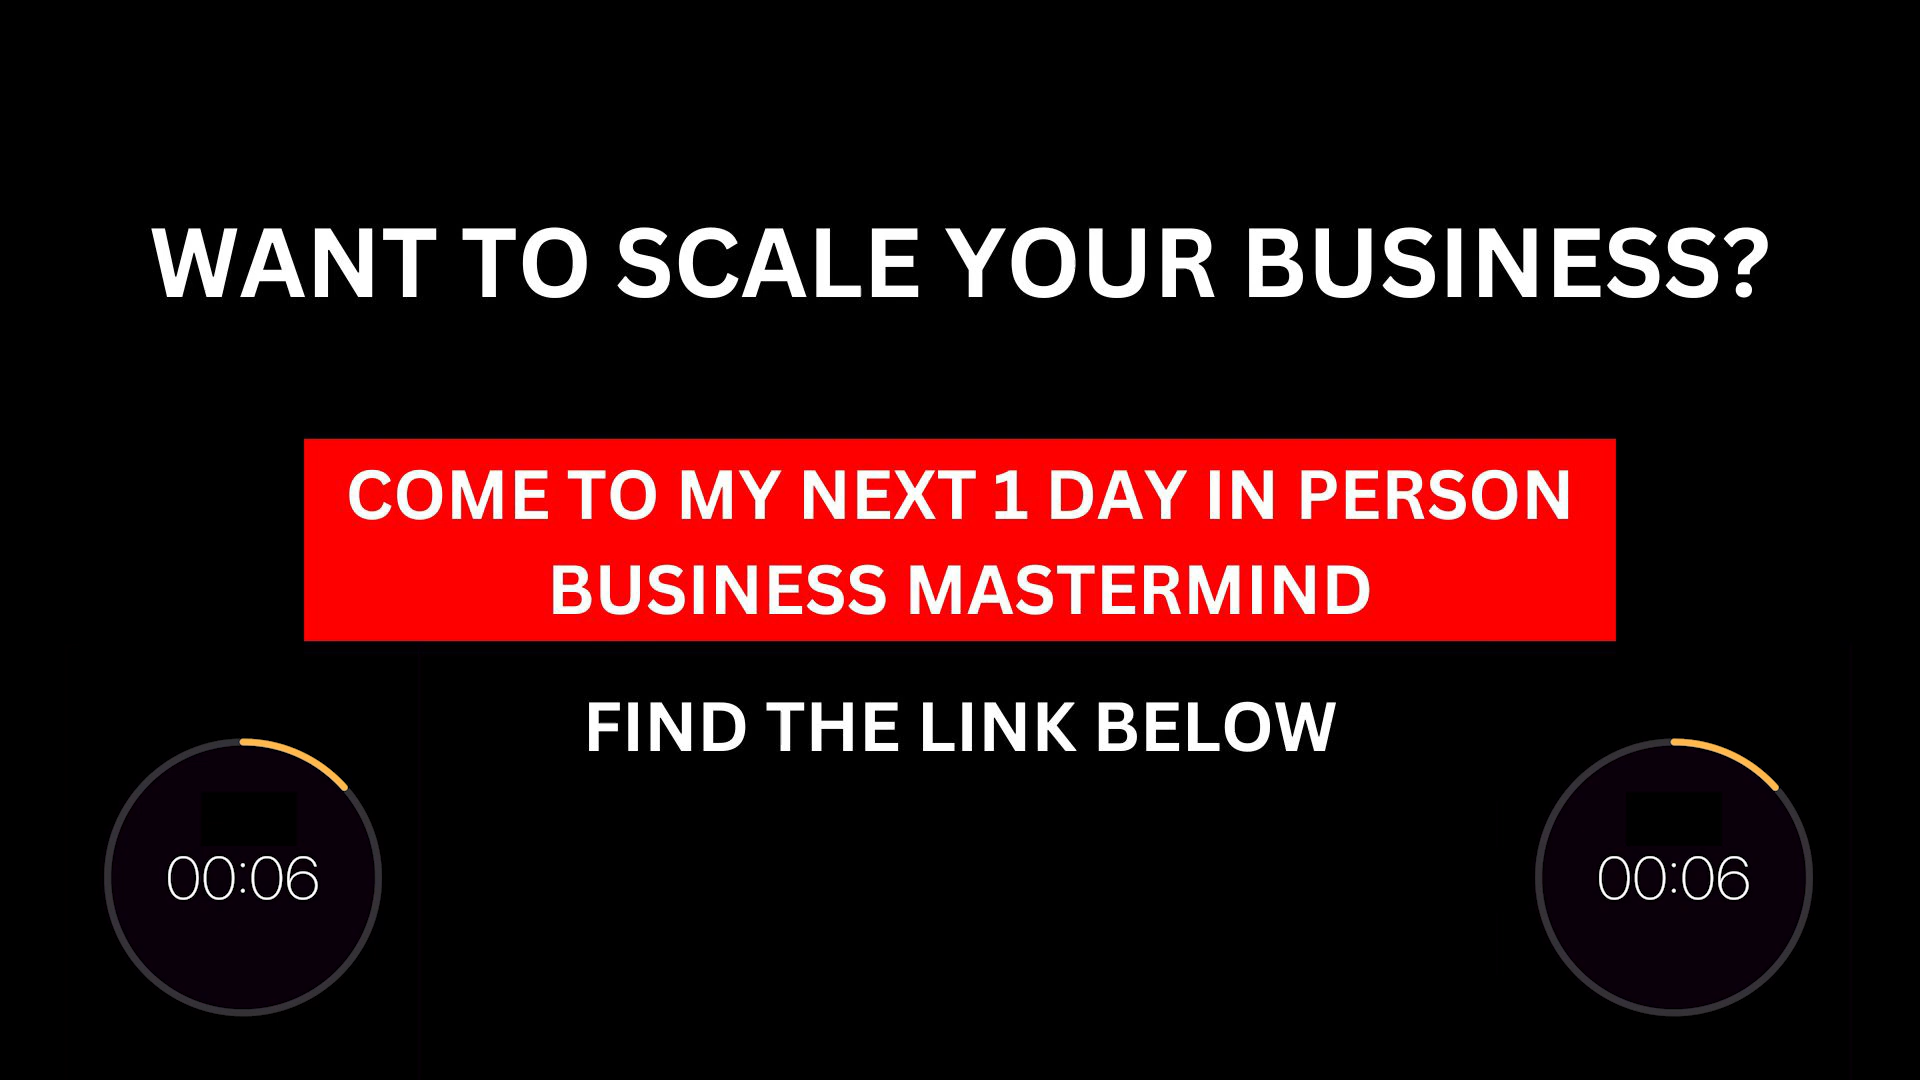 WANT TO SCALE YOUR BUSINESS?
COME TO MY NEXT 1 DAY IN PERSON
BUSINESS MASTERMIND
FIND THE LINK BELOW
00:06
00:06